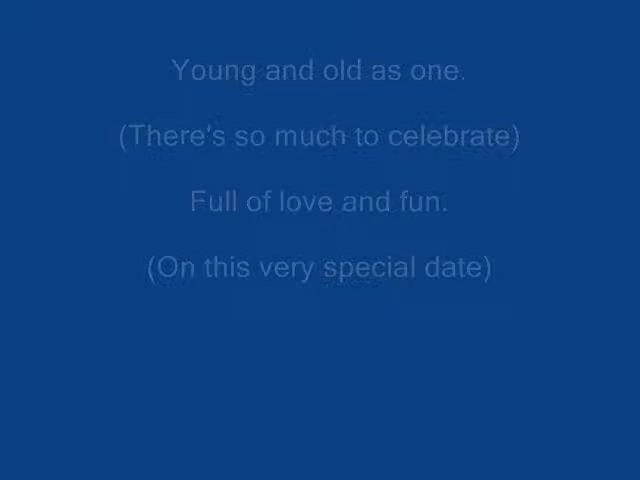 Young and old as one.
(There's so much to celebrate)
Full of love and fun.
(On this very special date)